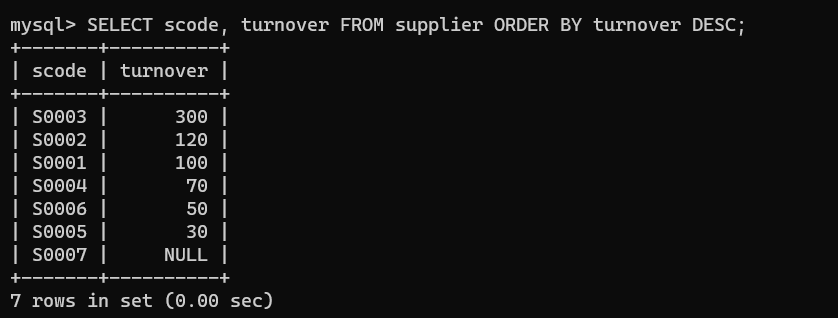 mysql> SELECT scode, turnover FROM supplier ORDER BY turnover DESC;
+-------+----------+
| scode | turnover |
+-------+----------+
| S0003 |      300 |
| S0002 |      120 |
| S0001 |      100 |
| S0004 |       70 |
| S0006 |       50 |
| S0005 |       30 |
| S0007 |     NULL |
+-------+----------+
7 rows in set (0.00 sec)